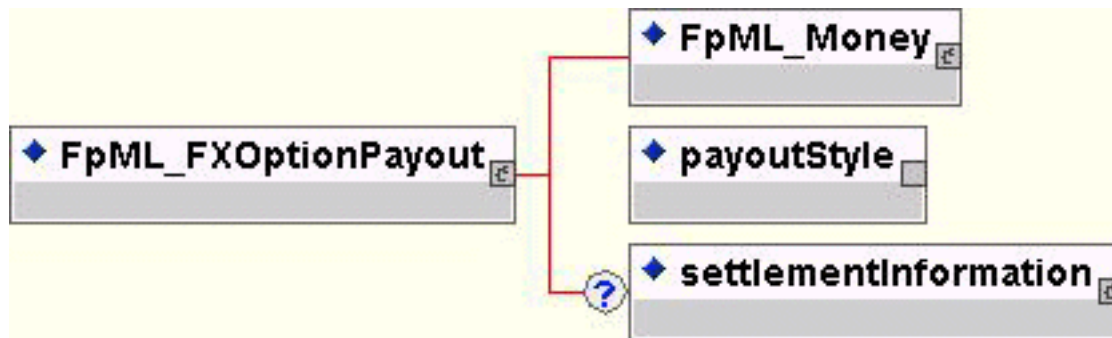 FpML_Money
FpML_FXOptionPayout
payoutStyle
?
settlementInformation